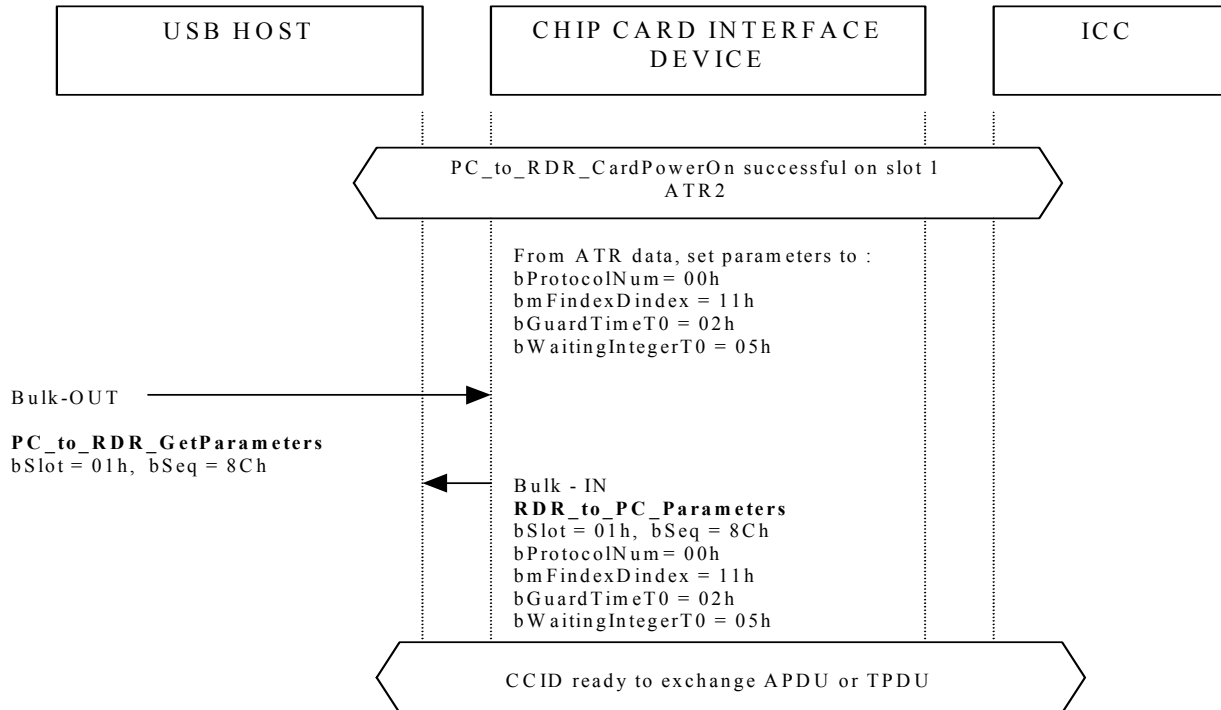 USB HOST
CHIP CARD INTERFACE
DEVICE
ICC
PC_to_RDR_CardPowerOn successful on slot 1
ATR2
From ATR data, set parameters to :
bProtocolNum = 00h
bmFindexDindex = 11h
bGuardTimeT0 = 02h
bWaitingIntegerT0 = 05h
Bulk-OUT
PC_to_RDR_GetParameters
bSlot = 01h, bSeq = 8Ch
Bulk - IN
RDR_to_PC_Parameters
bSlot = 01h, bSeq = 8Ch
bProtocolNum = 00h
bmFindexDindex = 11h
bGuardTimeT0 = 02h
bWaitingIntegerT0 = 05h
CCID ready to exchange APDU or TPDU